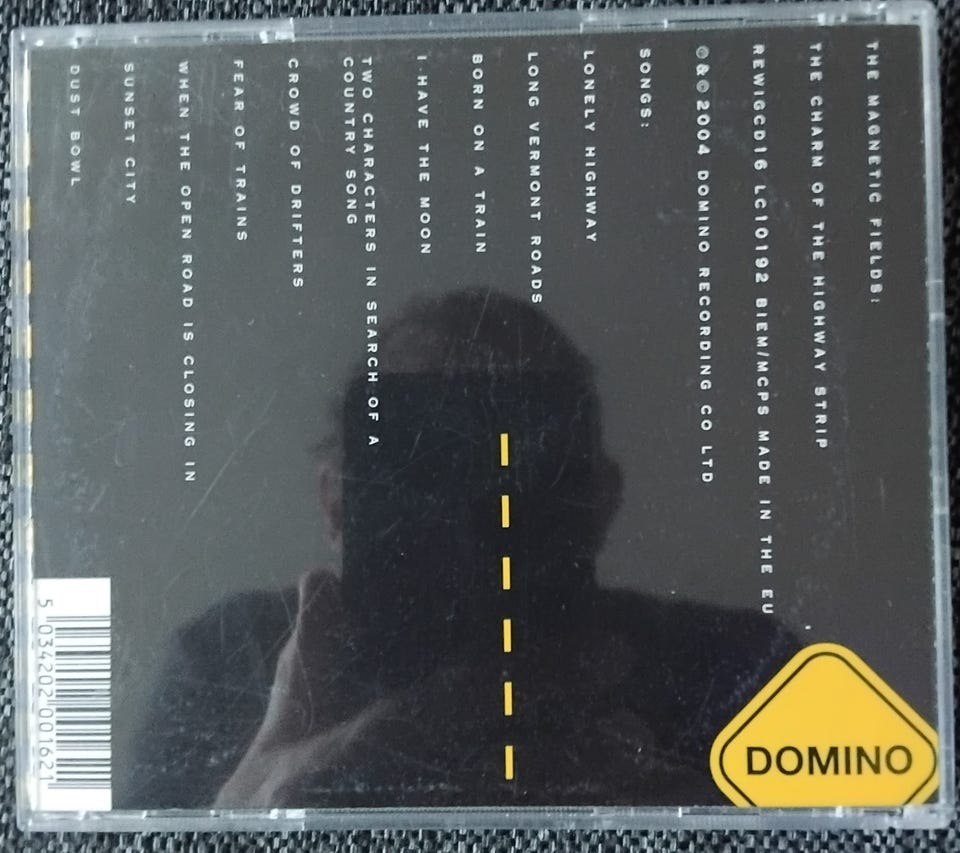 THE MAGNETIC FIELDS:
THE CHARM OF THE HIGHWAY STRIP
REWIGCD16 LC10192 BIEM/MCPS MADE IN THE EU
℗&© 2004 DOMINO RECORDING CO LTD
SONGS:
LONELY HIGHWAY
LONG VERMONT ROADS
BORN ON A TRAIN
I HAVE THE MOON
TWO CHARACTERS IN SEARCH OF A
COUNTRY SONG
CROWD OF DRIFTERS
FEAR OF TRAINS
WHEN THE OPEN ROAD IS CLOSING IN
SUNSET CITY
DUST BOWL
DOMINO
5 034202 001621